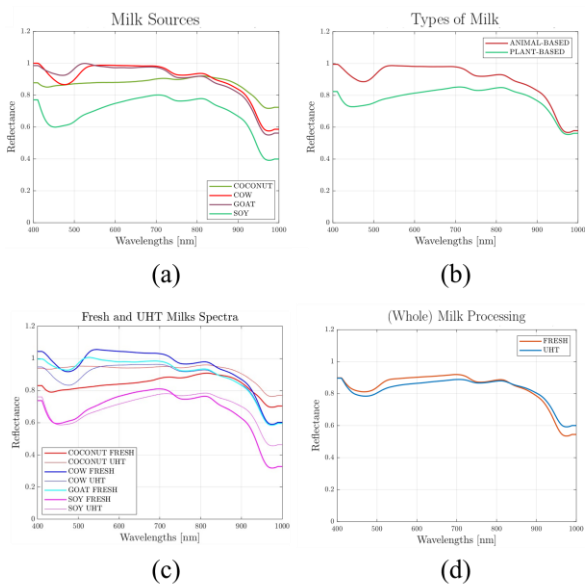 Milk Sources
1.2
1
0.8
0.6
0.4
0.2
0
400
500
600
700
800
900
1000
Reflectance
Wavelengths [nm]
COCONUT
COW
GOAT
SOY
(a)
Types of Milk
1.2
1
0.8
0.6
0.4
0.2
0
400
500
600
700
800
900
1000
Reflectance
Wavelengths [nm]
ANIMAL-BASED
PLANT-BASED
(b)
Fresh and UHT Milks Spectra
1.2
1
0.8
0.6
0.4
0.2
0
400
500
600
700
800
900
1000
Reflectance
Wavelengths [nm]
COCONUT FRESH
COCONUT UHT
COW FRESH
COW UHT
GOAT FRESH
SOY FRESH
SOY UHT
(c)
(Whole) Milk Processing
1.2
1
0.8
0.6
0.4
0.2
0
400
500
600
700
800
900
1000
Reflectance
Wavelengths [nm]
FRESH
UHT
(d)